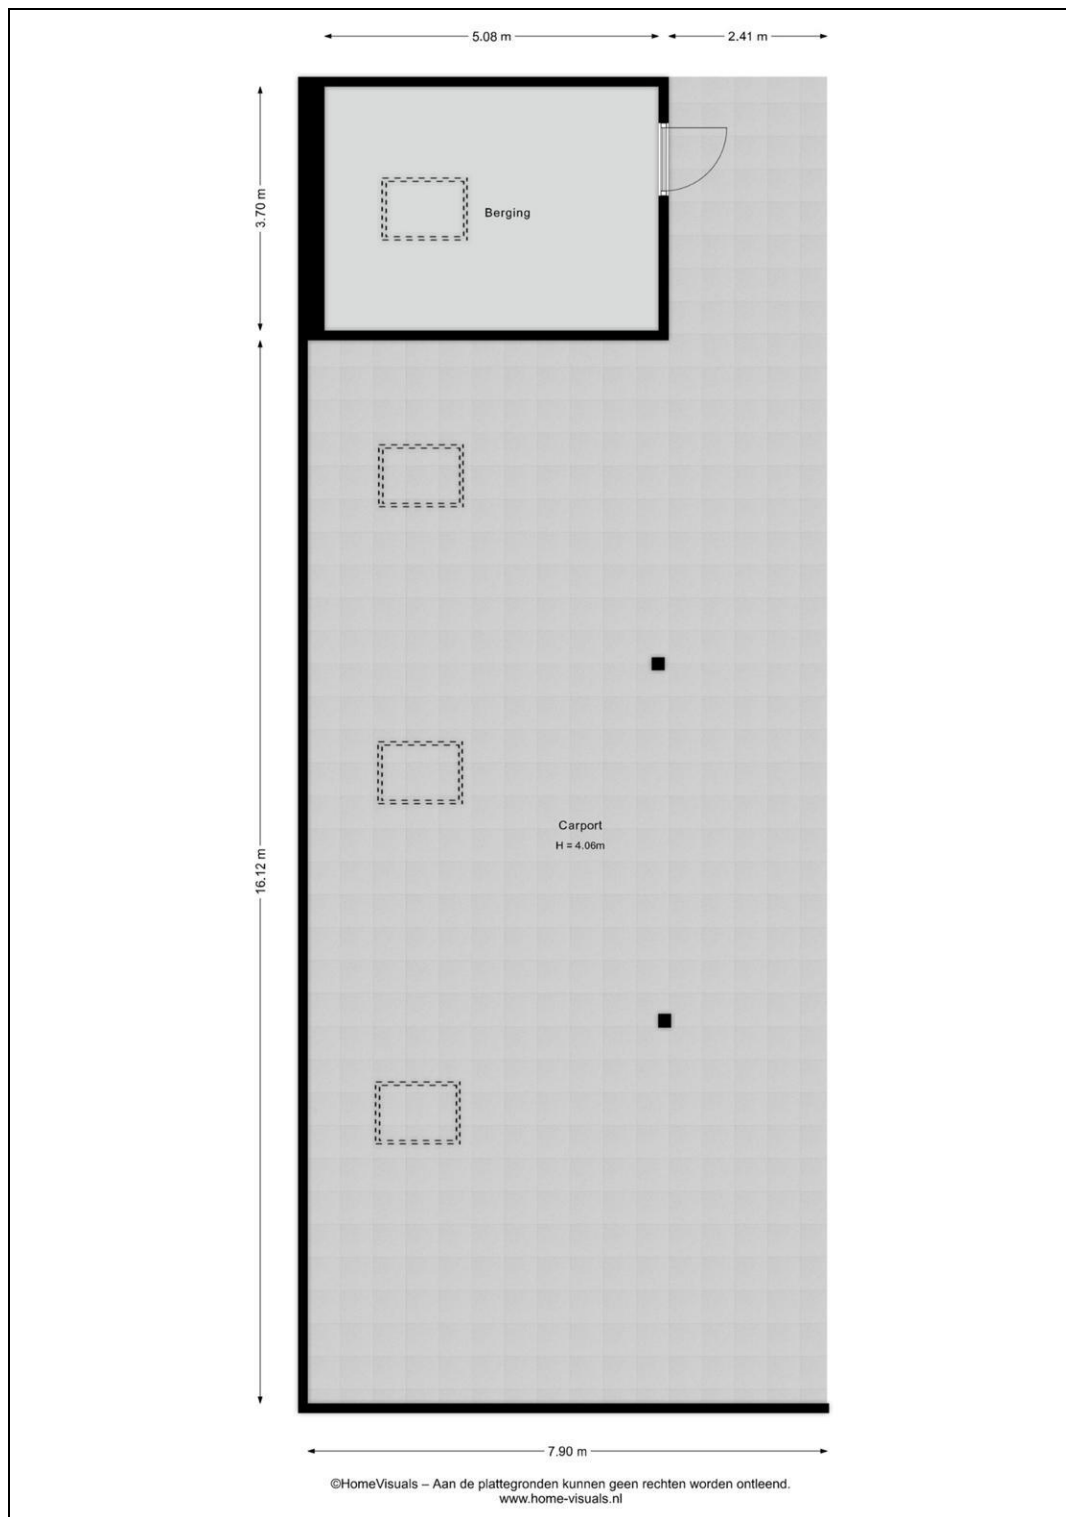 5.08 m
2.41 m
3.70 m
Berging
16.12 m
Carport
H = 4.06m
7.90 m
©HomeVisuals – Aan de plattegronden kunnen geen rechten worden ontleend.
www.home-visuals.nl